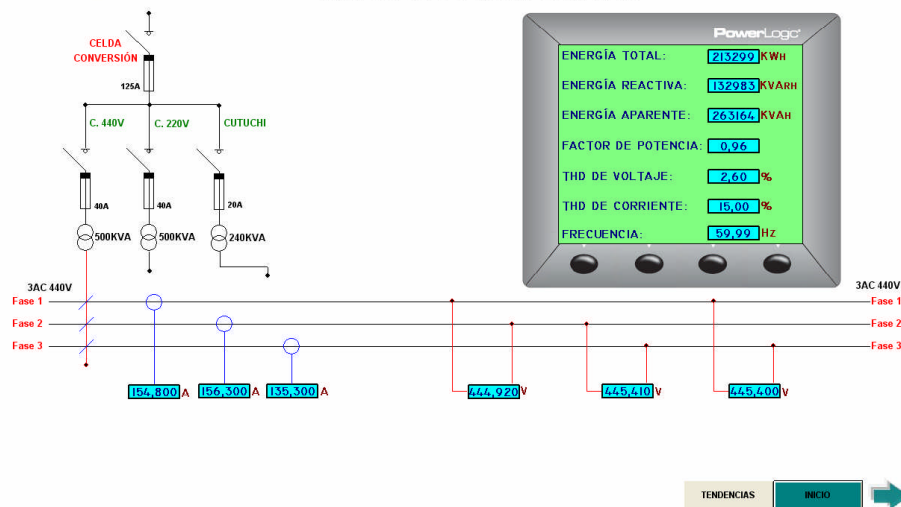 CELDA
CONVERSIÓN
125A
C. 440V
C. 220V
CUTUCHI
40A
40A
20A
500KVA
500KVA
240KVA
PowerLogic
ENERGÍA TOTAL: 213299 KWH
ENERGÍA REACTIVA: 132983 KVARH
ENERGÍA APARENTE: 263164 KVAH
FACTOR DE POTENCIA: 0,96
THD DE VOLTAJE: 2,60 %
THD DE CORRIENTE: 15,00 %
FRECUENCIA: 59,99 Hz
3AC 440V
3AC 440V
Fase 1
Fase 1
Fase 2
Fase 2
Fase 3
Fase 3
154,800 A
156,300 A
135,300 A
444,920 V
445,410 V
445,400 V
TENDENCIAS
INICIO